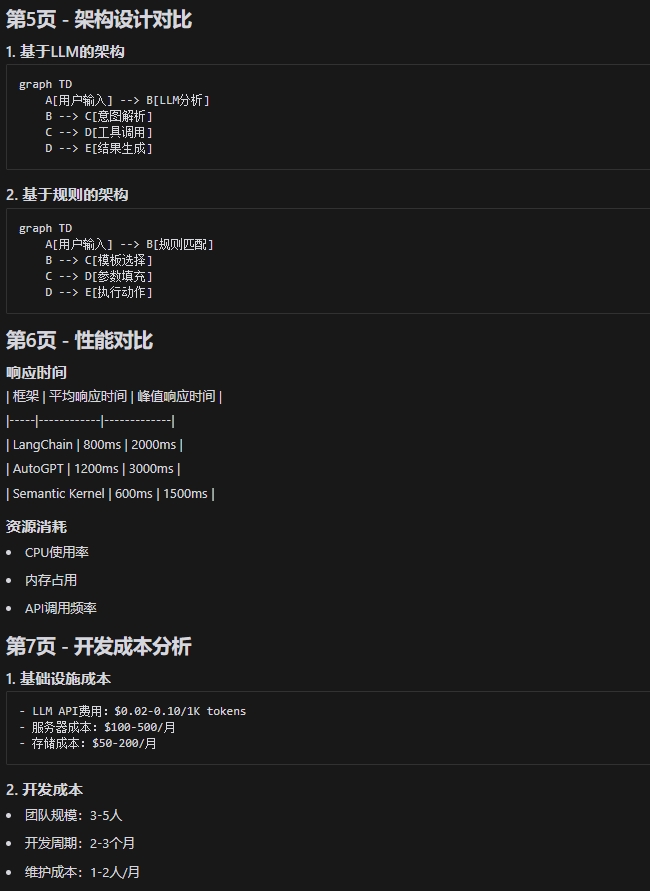 第5页 - 架构设计对比
1. 基于LLM的架构
graph TD
    A[用户输入] --> B[LLM分析]
    B --> C[意图解析]
    C --> D[工具调用]
    D --> E[结果生成]
2. 基于规则的架构
graph TD
    A[用户输入] --> B[规则匹配]
    B --> C[模板选择]
    C --> D[参数填充]
    D --> E[执行动作]
第6页 - 性能对比
响应时间
| 框架 | 平均响应时间 | 峰值响应时间 |
|-----|------------|-------------|
| LangChain | 800ms | 2000ms |
| AutoGPT | 1200ms | 3000ms |
| Semantic Kernel | 600ms | 1500ms |
资源消耗
• CPU使用率
• 内存占用
• API调用频率
第7页 - 开发成本分析
1. 基础设施成本
- LLM API费用: $0.02-0.10/1K tokens
- 服务器成本: $100-500/月
- 存储成本: $50-200/月
2. 开发成本
• 团队规模：3-5人
• 开发周期：2-3个月
• 维护成本：1-2人/月